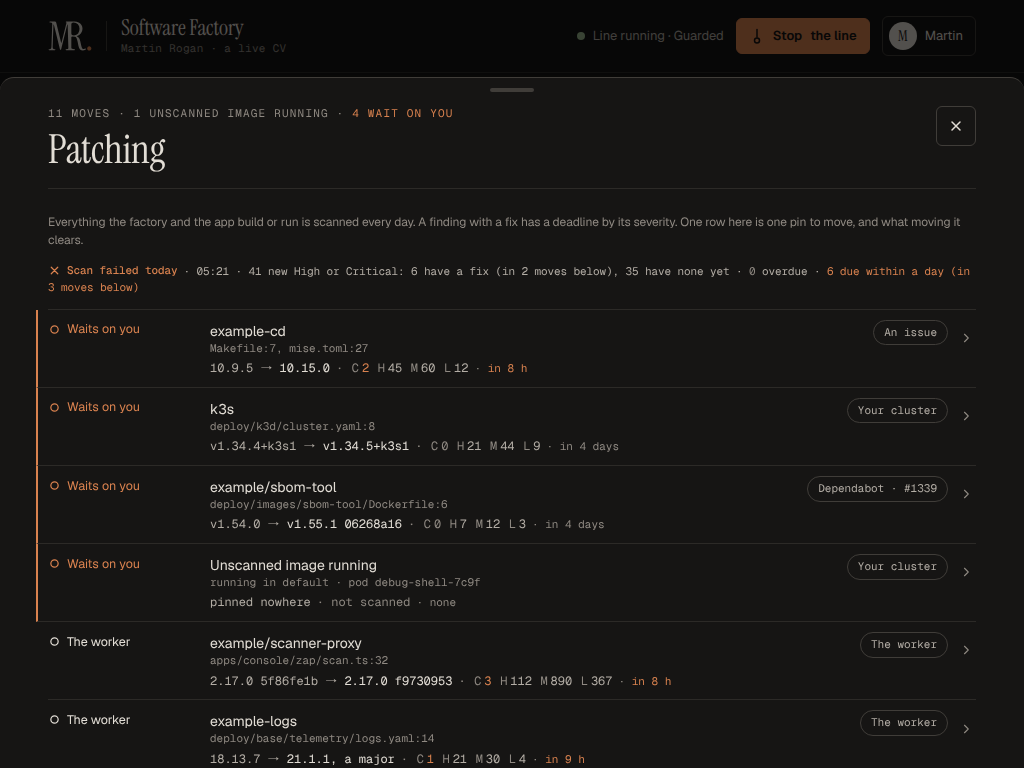 MR.
Software Factory
Martin Rogan · a live CV
Line running · Guarded
Stop the line
M
Martin
11 MOVES · 1 UNSCANNED IMAGE RUNNING · 4 WAIT ON YOU
Patching
Everything the factory and the app build or run is scanned every day. A finding with a fix has a deadline by its severity. One row here is one pin to move, and what moving it
clears.
Scan failed today · 05:21 · 41 new High or Critical: 6 have a fix (in 2 moves below), 35 have none yet · 0 overdue · 6 due within a day (in
3 moves below)
Waits on you
example-cd
An issue
Makefile:7, mise.toml:27
10.9.5 → 10.15.0 · C 2 H 45 M 60 L 12 · in 8 h
Waits on you
k3s
Your cluster
deploy/k3d/cluster.yaml:8
v1.34.4+k3s1 → v1.34.5+k3s1 · C 0 H 21 M 44 L 9 · in 4 days
Waits on you
example/sbom-tool
Dependabot · #1339
deploy/images/sbom-tool/Dockerfile:6
v1.54.0 → v1.55.1 06268a16 · C 0 H 7 M 12 L 3 · in 4 days
Waits on you
Unscanned image running
Your cluster
running in default · pod debug-shell-7c9f
pinned nowhere · not scanned · none
The worker
example/scanner-proxy
The worker
apps/console/zap/scan.ts:32
2.17.0 5f86fe1b → 2.17.0 f9730953 · C 3 H 112 M 890 L 367 · in 8 h
The worker
example-logs
The worker
deploy/base/telemetry/logs.yaml:14
18.13.7 → 21.1.1, a major · C 1 H 21 M 30 L 4 · in 9 h